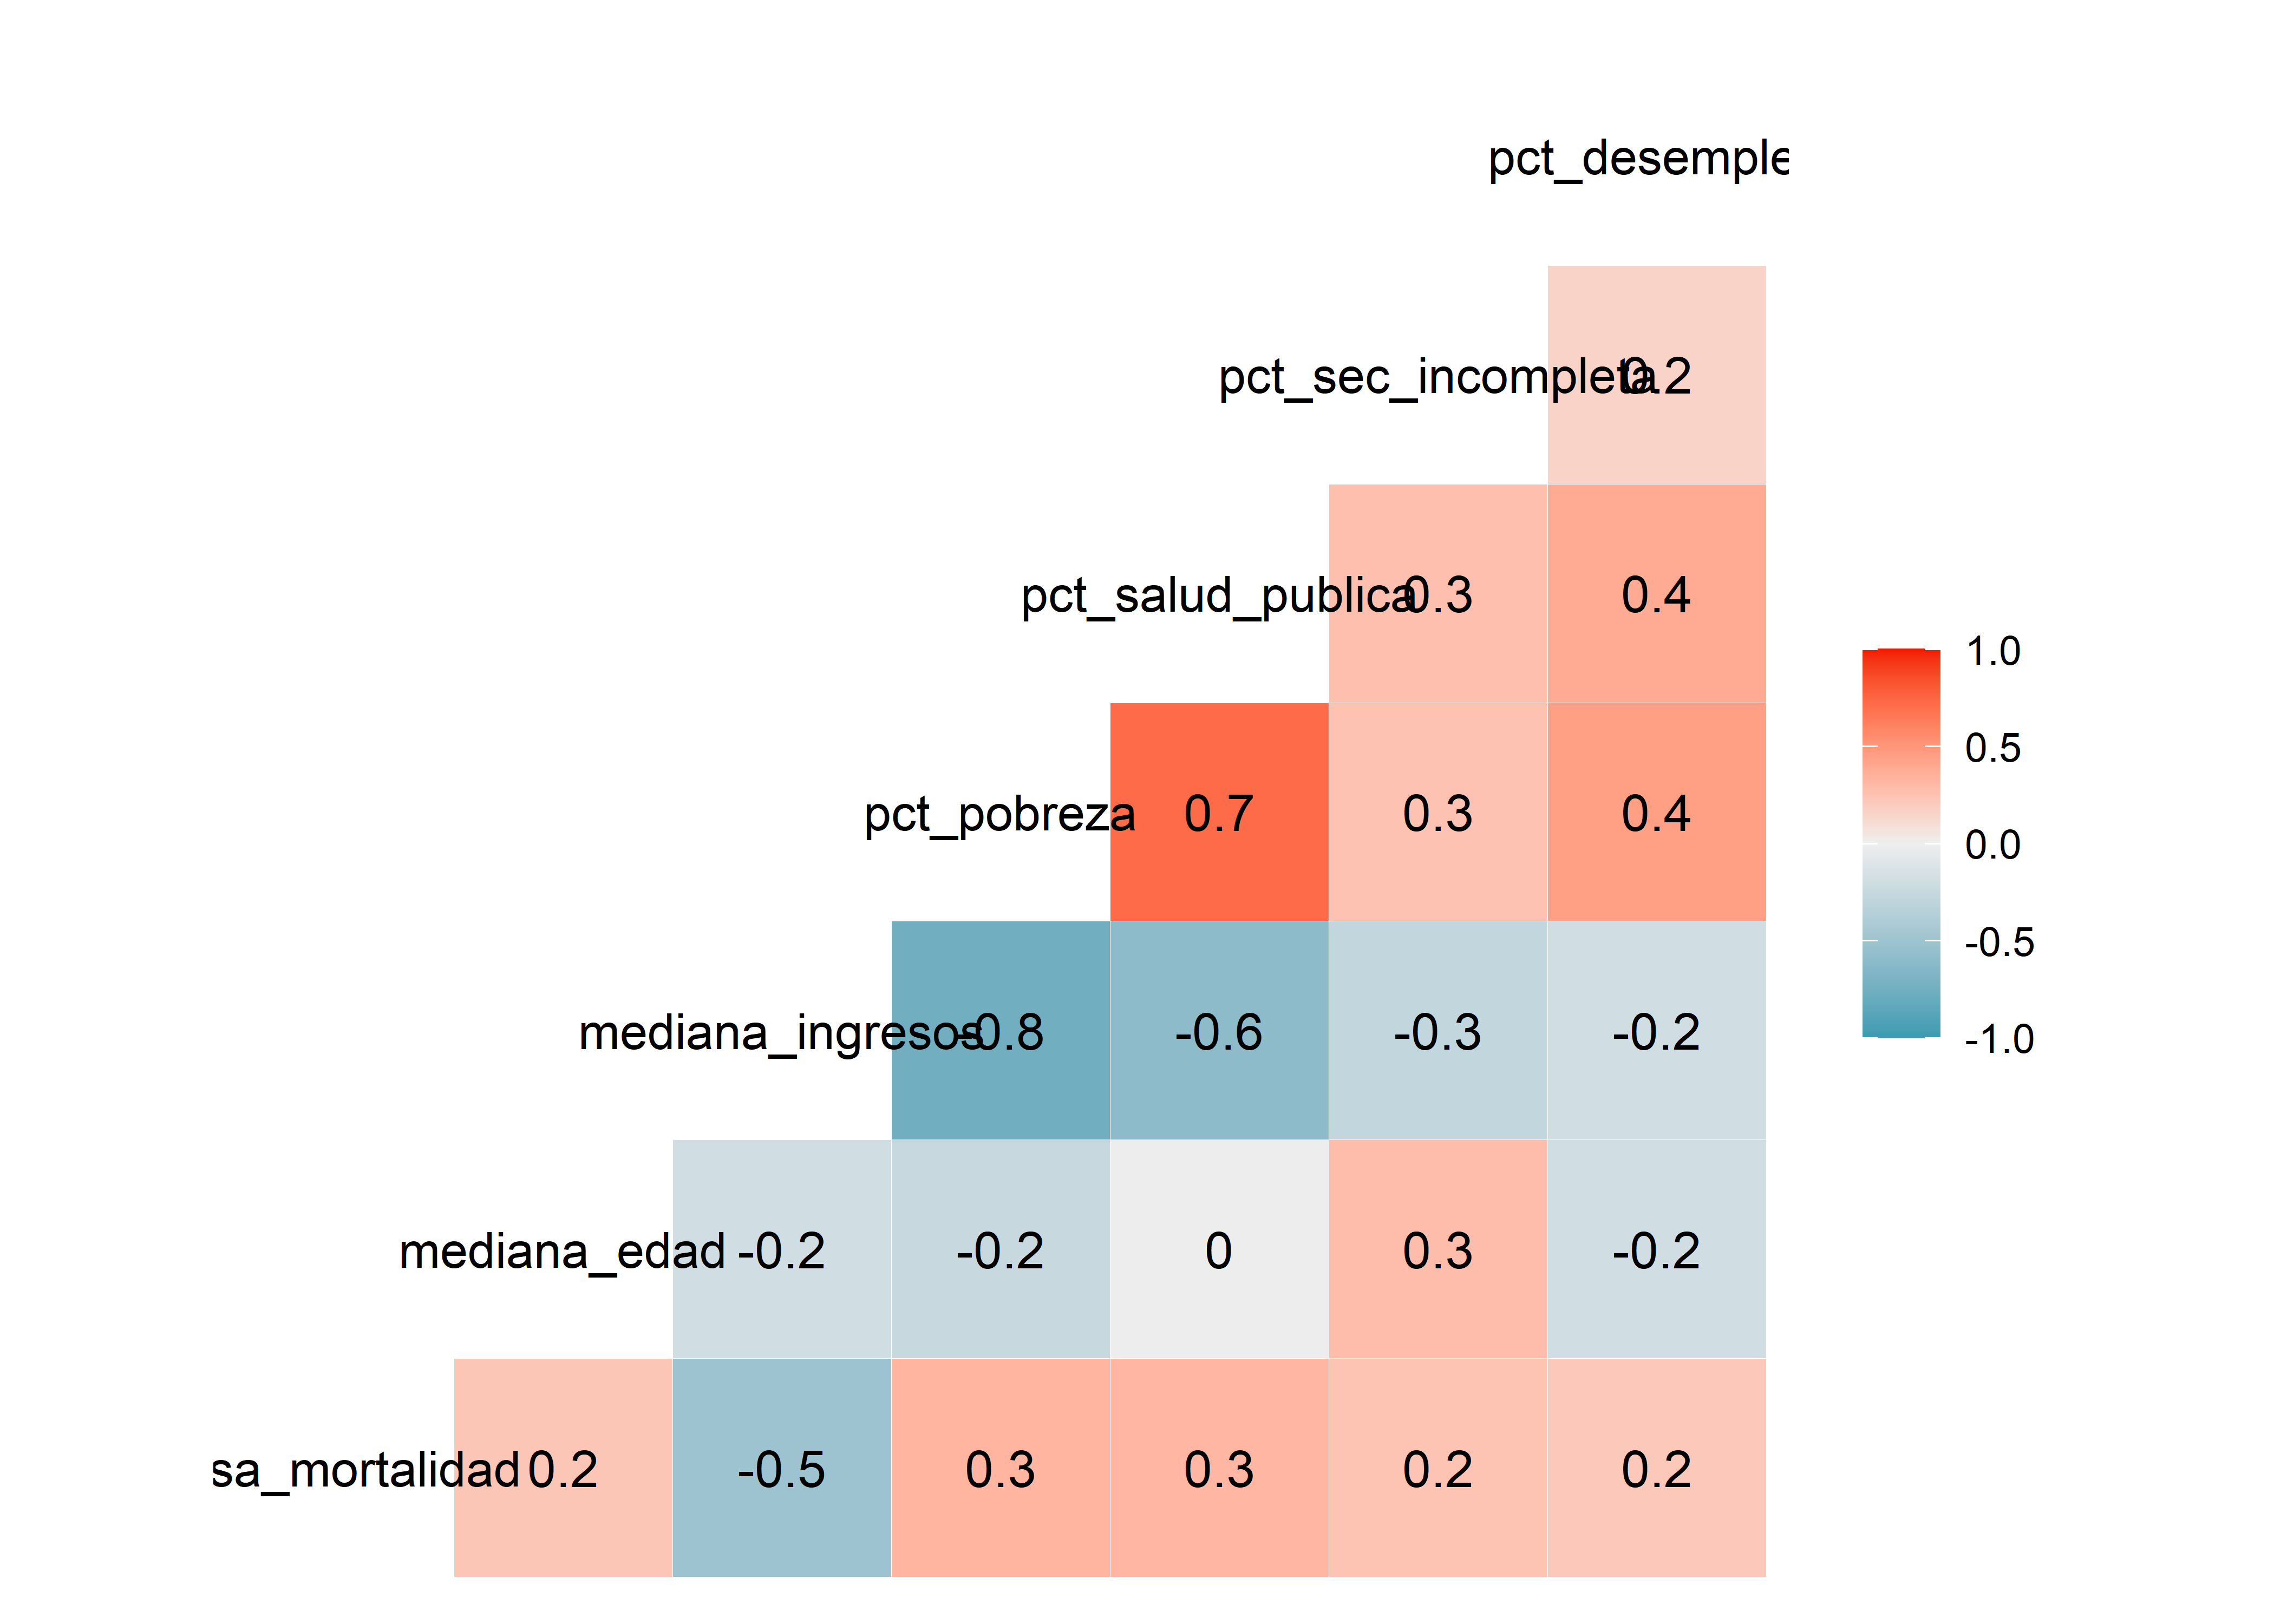 pct_desemple
pct_sec_incompleta 0.2
pct_salud_publica 0.3 0.4
pct_pobreza 0.7 0.3 0.4
mediana_ingresos -0.8 -0.6 -0.3 -0.2
mediana_edad -0.2 -0.2 0 0.3 -0.2
sa_mortalidad 0.2 -0.5 0.3 0.3 0.2 0.2
1.0
0.5
0.0
-0.5
-1.0